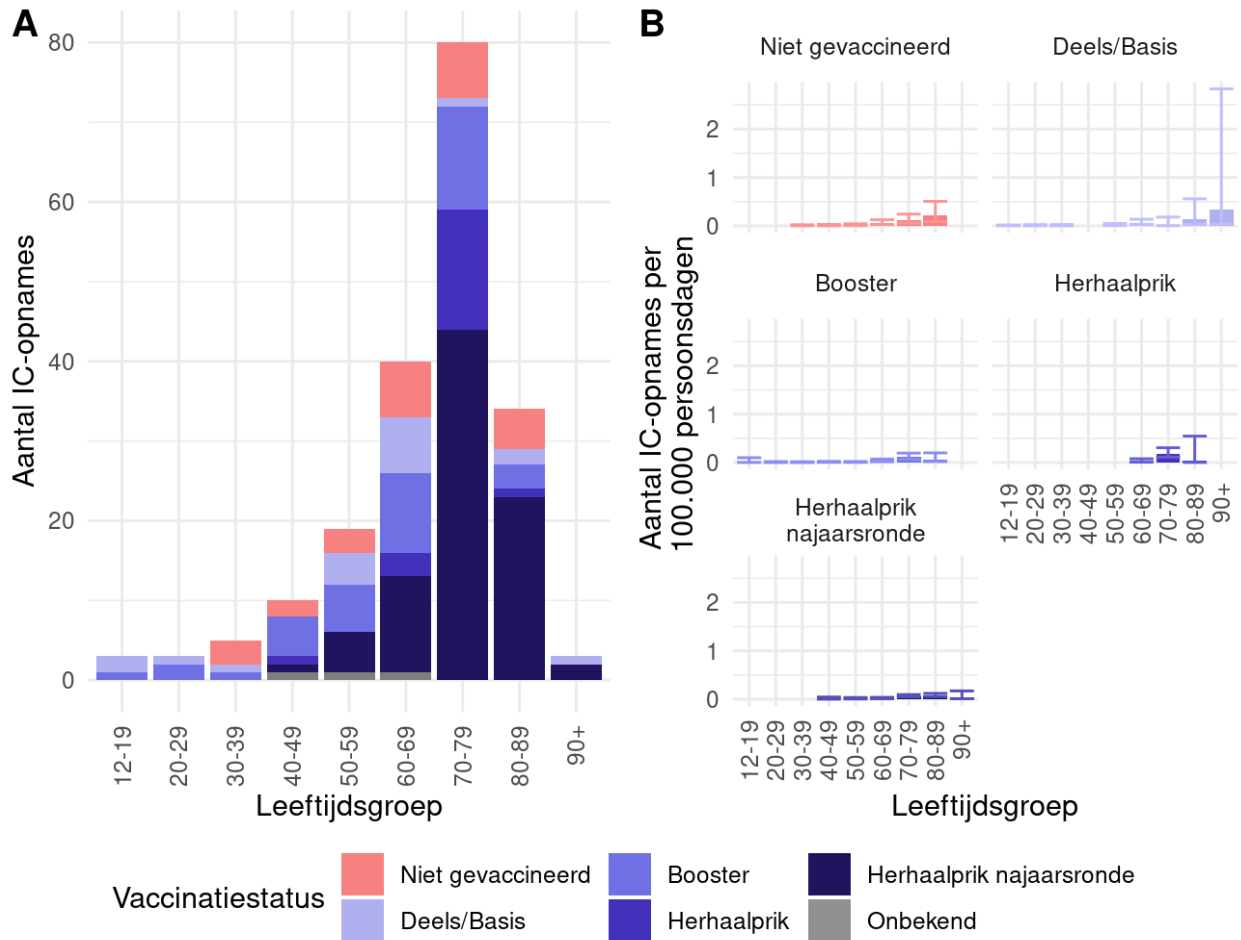 A
Aantal IC-opnames
80
60
40
20
0
12-19
20-29
30-39
40-49
50-59
60-69
70-79
80-89
90+
Leeftijdsgroep
B
Aantal IC-opnames per
100.000 persoonsdagen
Niet gevaccineerd
2
1
0
Deels/Basis
Booster
2
1
0
Herhaalprik
12-19
20-29
30-39
40-49
50-59
60-69
70-79
80-89
90+
Herhaalprik
najaarsronde
2
1
0
12-19
20-29
30-39
40-49
50-59
60-69
70-79
80-89
90+
Leeftijdsgroep
Vaccinatiestatus
Niet gevaccineerd
Deels/Basis
Booster
Herhaalprik
Herhaalprik najaarsronde
Onbekend